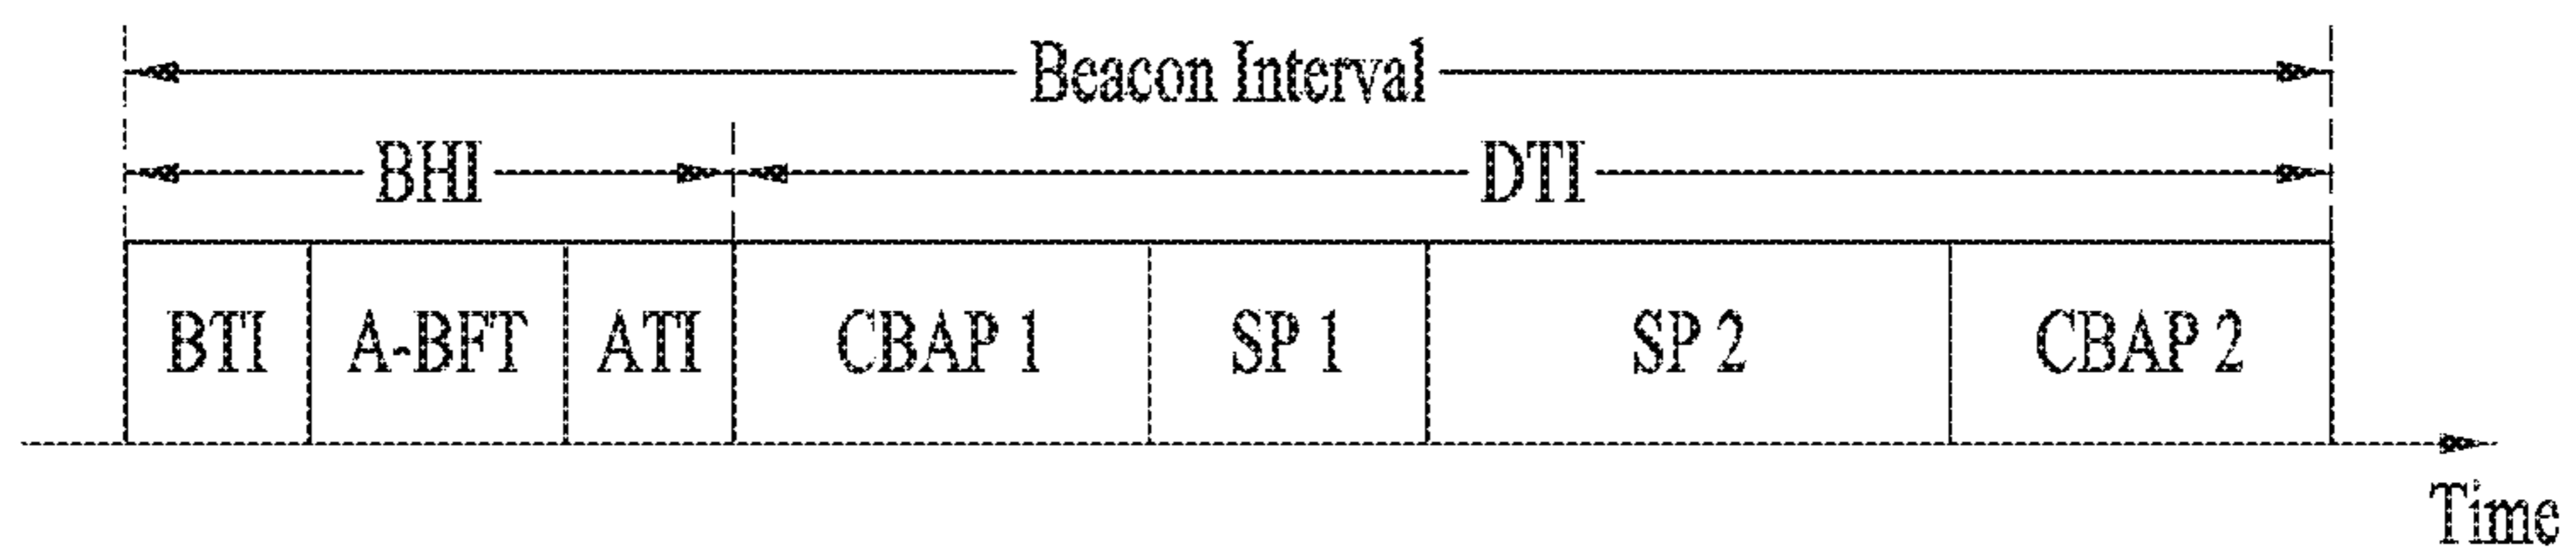 Beacon Interval
BHI DTI
BTI A-BFT ATI CBAP 1 SP 1 SP 2 CBAP 2
Time